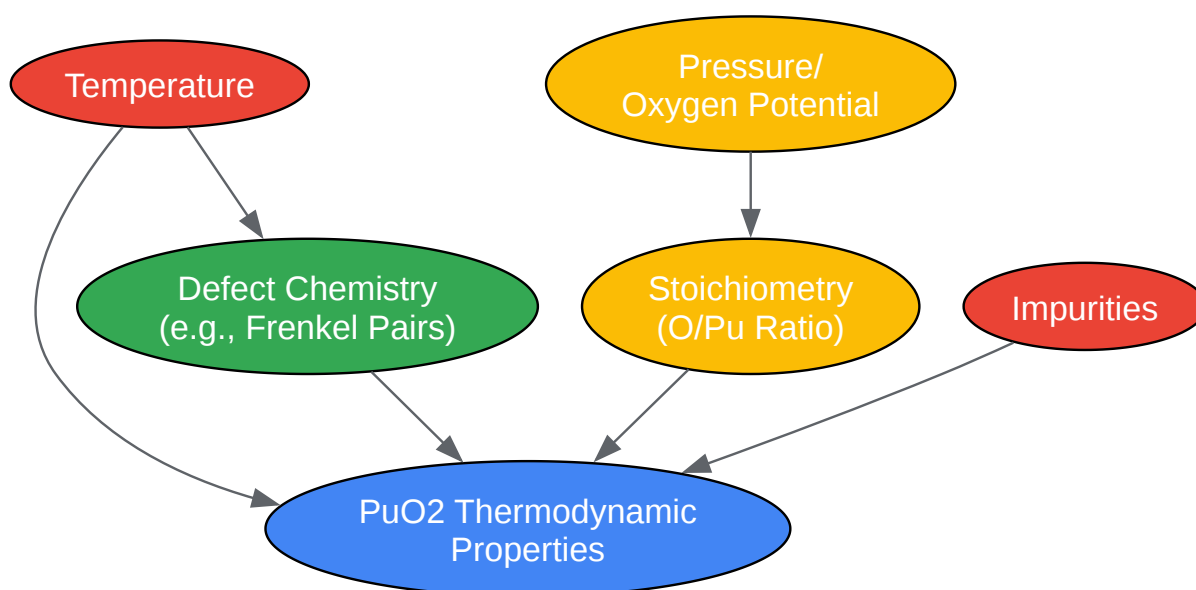 Temperature
Pressure/
Oxygen Potential
Defect Chemistry
(e.g., Frenkel Pairs)
Stoichiometry
(O/Pu Ratio)
Impurities
PuO2 Thermodynamic
Properties